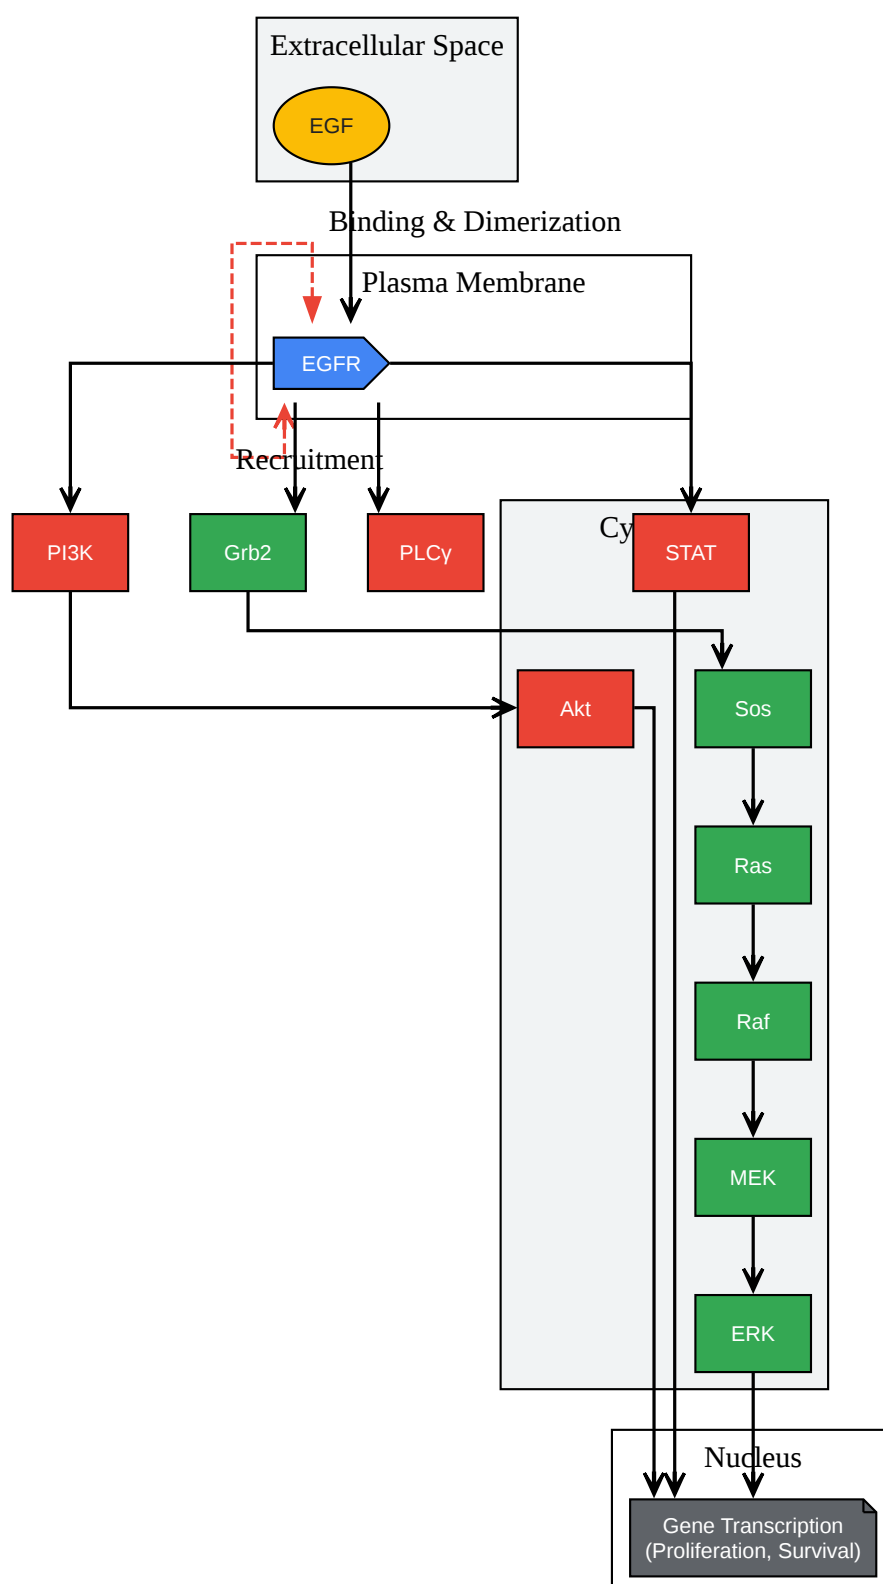 Extracellular Space
EGF
Binding & Dimerization
Plasma Membrane
EGFR
Recruitment
PI3K
Grb2
PLCγ
Cy
STAT
Akt
Sos
Ras
Raf
MEK
ERK
Nucleus
Gene Transcription
(Proliferation, Survival)